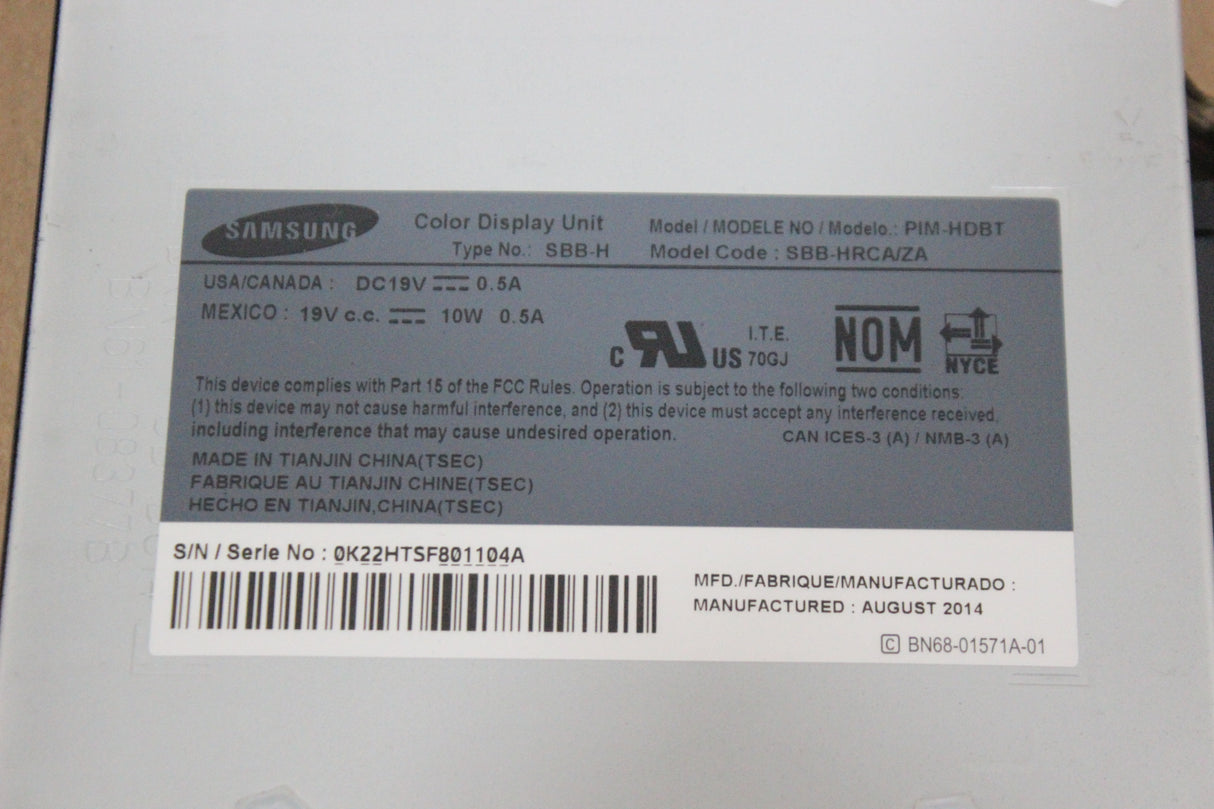 SAMSUNG
Color Display Unit
Type No.: SBB-H
Model / MODELE NO / Modelo.: PIM-HDBT
Model Code : SBB-HRCA/ZA
USA/CANADA : DC19V 0.5A
MEXICO : 19V c.c. 10W 0.5A
C US I.T.E. 70GJ
NOM
NYCE
This device complies with Part 15 of the FCC Rules. Operation is subject to the following two conditions:
(1) this device may not cause harmful interference, and (2) this device must accept any interference received,
including interference that may cause undesired operation.
CAN ICES-3 (A) / NMB-3 (A)
MADE IN TIANJIN CHINA(TSEC)
FABRIQUE AU TIANJIN CHINE(TSEC)
HECHO EN TIANJIN,CHINA(TSEC)
S/N / Serie No : 0K22HTSF801104A
MFD./FABRIQUE/MANUFACTURADO :
MANUFACTURED : AUGUST 2014
C BN68-01571A-01